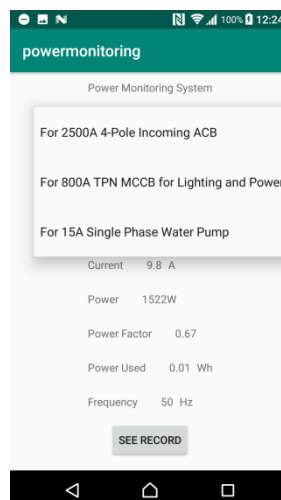 100% 12:24
powermonitoring
Power Monitoring System
For 2500A 4-Pole Incoming ACB
For 800A TPN MCCB for Lighting and Power
For 15A Single Phase Water Pump
Current 9.8 A
Power 1522W
Power Factor 0.67
Power Used 0.01 Wh
Frequency 50 Hz
SEE RECORD